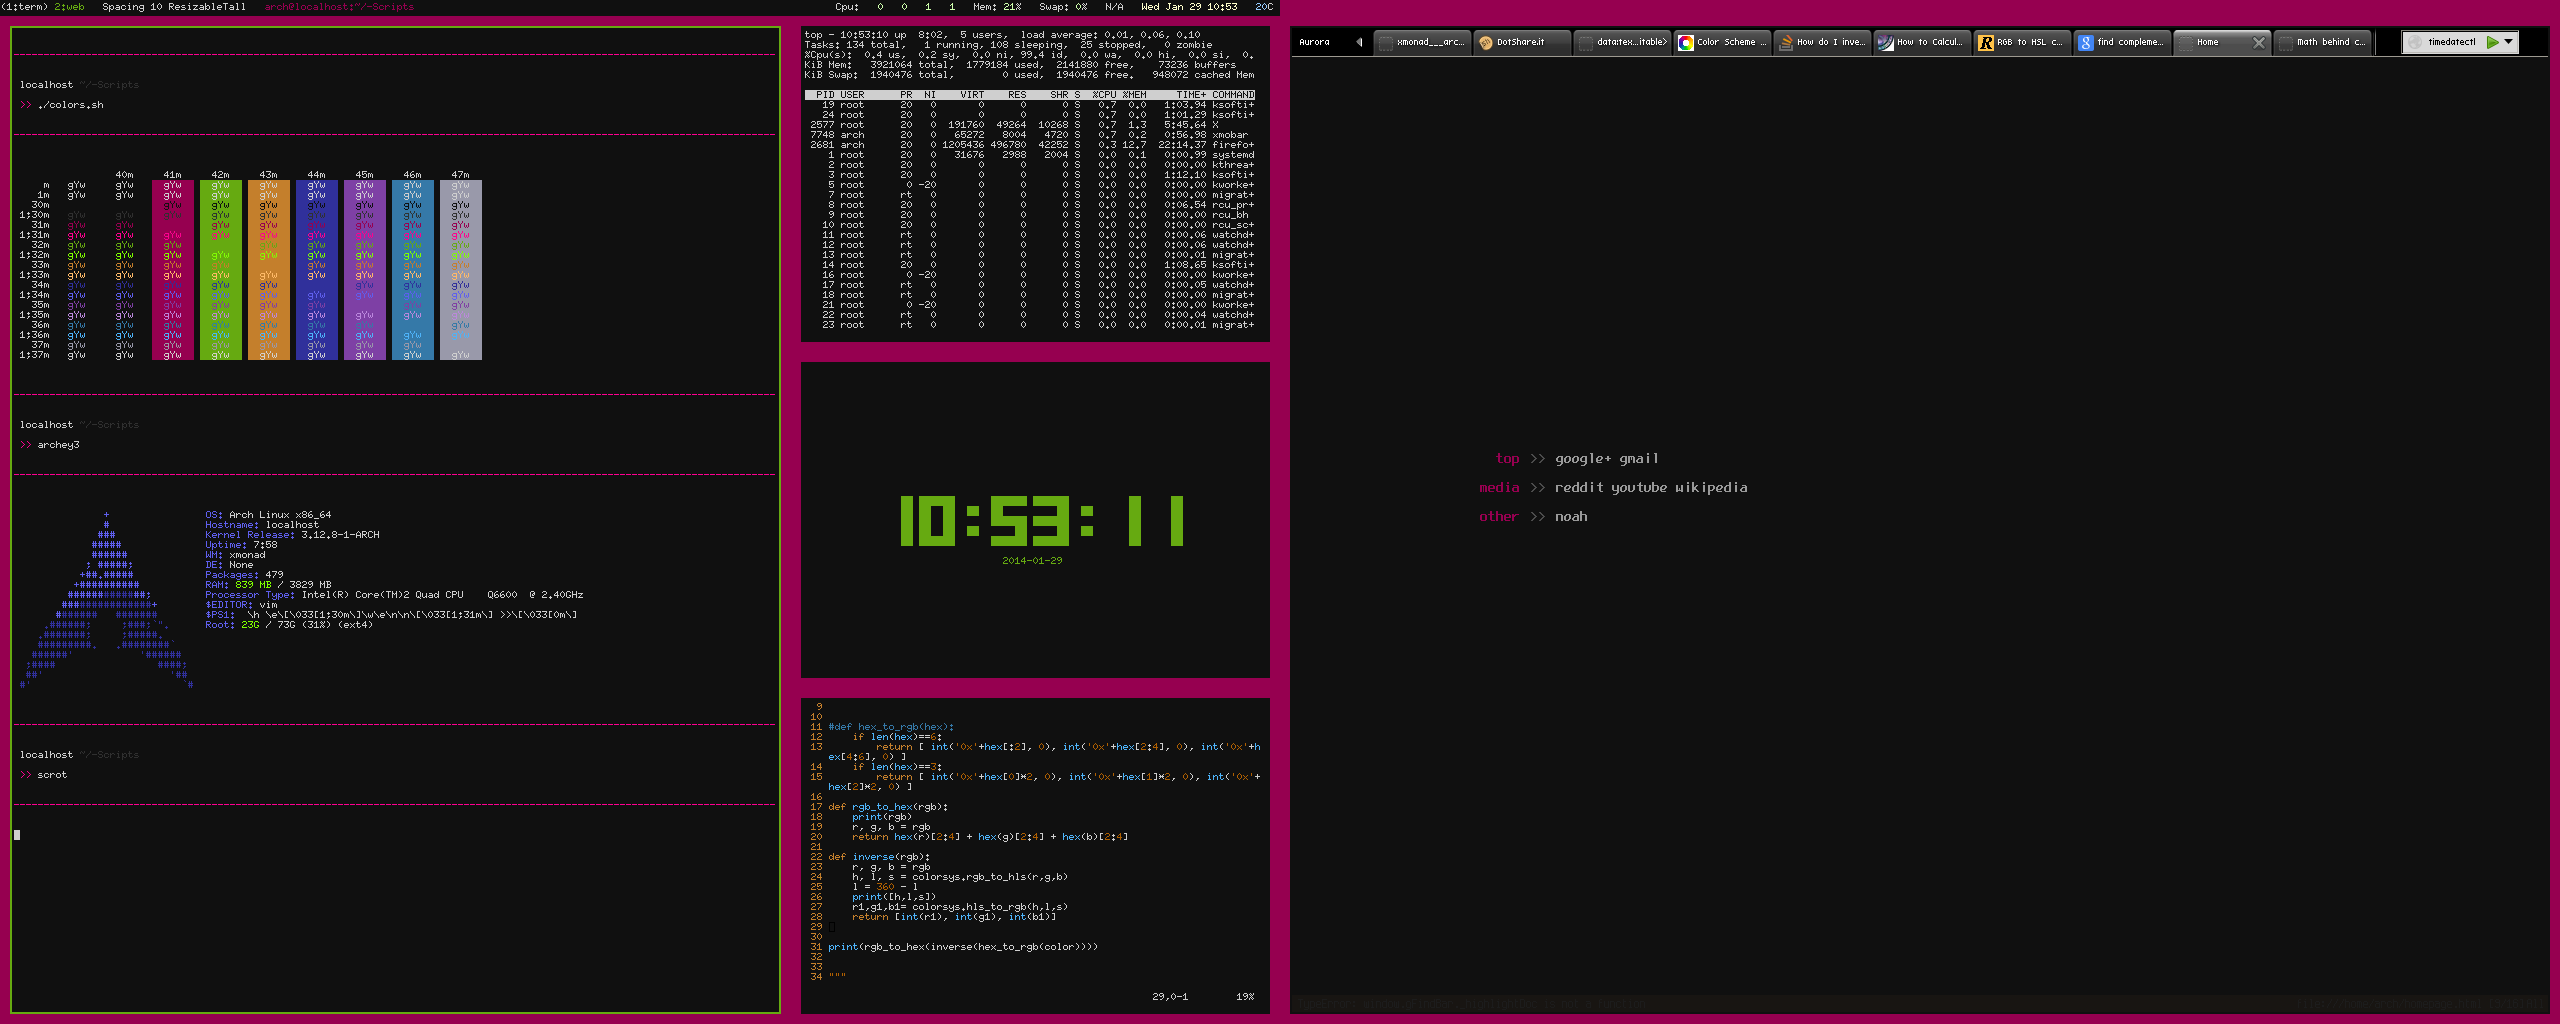 (1:term) 2:web   Spacing 10 ResizableTall   arch@localhost:~/-Scripts
Cpu:   0   0   1   1   Mem: 21%   Swap: 0%   N/A   Wed Jan 29 10:53   20C
localhost ~/-Scripts
>> ./colors.sh
40m 41m 42m 43m 44m 45m 46m 47m
m gYw gYw gYw gYw gYw gYw gYw gYw gYw
1m gYw gYw gYw gYw gYw gYw gYw gYw gYw
30m gYw gYw gYw gYw gYw gYw gYw
1;30m gYw gYw gYw gYw gYw gYw gYw gYw gYw
31m gYw gYw gYw gYw gYw gYw gYw gYw
1;31m gYw gYw gYw gYw gYw gYw gYw gYw gYw
32m gYw gYw gYw gYw gYw gYw gYw gYw
1;32m gYw gYw gYw gYw gYw gYw gYw gYw gYw
33m gYw gYw gYw gYw gYw gYw gYw gYw
1;33m gYw gYw gYw gYw gYw gYw gYw gYw gYw
34m gYw gYw gYw gYw gYw gYw gYw gYw
1;34m gYw gYw gYw gYw gYw gYw gYw gYw gYw
35m gYw gYw gYw gYw gYw gYw gYw gYw
1;35m gYw gYw gYw gYw gYw gYw gYw gYw gYw
36m gYw gYw gYw gYw gYw gYw gYw gYw
1;36m gYw gYw gYw gYw gYw gYw gYw gYw gYw
37m gYw gYw gYw gYw gYw gYw gYw gYw
1;37m gYw gYw gYw gYw gYw gYw gYw gYw gYw
localhost ~/-Scripts
>> archey3
OS: Arch Linux x86_64
Hostname: localhost
Kernel Release: 3.12.8-1-ARCH
Uptime: 7:58
WM: xmonad
DE: None
Packages: 479
RAM: 839 MB / 3829 MB
Processor Type: Intel(R) Core(TM)2 Quad CPU    Q6600  @ 2.40GHz
$EDITOR: vim
$PS1:  \h \e\[\033[1;30m\]\w\e\n\n\[\033[1;31m\] >>\[\033[0m\]
Root: 23G / 73G (31%) (ext4)
localhost ~/-Scripts
>> scrot
top - 10:53:10 up  8:02,  5 users,  load average: 0.01, 0.06, 0.10
Tasks: 134 total,   1 running, 108 sleeping,  25 stopped,   0 zombie
%Cpu(s):  0.4 us,  0.2 sy,  0.0 ni, 99.4 id,  0.0 wa,  0.0 hi,  0.0 si,  0.
KiB Mem:   3921064 total,  1779184 used,  2141880 free,    73236 buffers
KiB Swap:  1940476 total,        0 used,  1940476 free.   948072 cached Mem
PID USER      PR  NI    VIRT    RES    SHR S  %CPU %MEM     TIME+ COMMAND
19 root      20   0       0      0      0 S   0.7  0.0   1:03.94 ksofti+
24 root      20   0       0      0      0 S   0.7  0.0   1:01.29 ksofti+
2577 root      20   0  191760  49264  10268 S   0.7  1.3   5:45.64 X
7748 arch      20   0   65272   8004   4720 S   0.7  0.2   0:56.98 xmobar
2681 arch      20   0 1205436 496780  42252 S   0.3 12.7  22:14.37 firefo+
1 root      20   0   31676   2988   2004 S   0.0  0.1   0:00.99 systemd
2 root      20   0       0      0      0 S   0.0  0.0   0:00.00 kthrea+
3 root      20   0       0      0      0 S   0.0  0.0   1:12.10 ksofti+
5 root       0 -20       0      0      0 S   0.0  0.0   0:00.00 kworke+
7 root      rt   0       0      0      0 S   0.0  0.0   0:00.00 migrat+
8 root      20   0       0      0      0 S   0.0  0.0   0:06.54 rcu_pr+
9 root      20   0       0      0      0 S   0.0  0.0   0:00.00 rcu_bh
10 root      20   0       0      0      0 S   0.0  0.0   0:00.00 rcu_sc+
11 root      rt   0       0      0      0 S   0.0  0.0   0:00.06 watchd+
12 root      rt   0       0      0      0 S   0.0  0.0   0:00.06 watchd+
13 root      rt   0       0      0      0 S   0.0  0.0   0:00.01 migrat+
14 root      20   0       0      0      0 S   0.0  0.0   1:08.65 ksofti+
16 root       0 -20       0      0      0 S   0.0  0.0   0:00.00 kworke+
17 root      rt   0       0      0      0 S   0.0  0.0   0:00.05 watchd+
18 root      rt   0       0      0      0 S   0.0  0.0   0:00.00 migrat+
21 root       0 -20       0      0      0 S   0.0  0.0   0:00.00 kworke+
22 root      rt   0       0      0      0 S   0.0  0.0   0:00.04 watchd+
23 root      rt   0       0      0      0 S   0.0  0.0   0:00.01 migrat+
10:53:11
2014-01-29
9
10
11 #def hex_to_rgb(hex):
12     if len(hex)==6:
13         return [ int('0x'+hex[:2], 0), int('0x'+hex[2:4], 0), int('0x'+h
ex[4:6], 0) ]
14     if len(hex)==3:
15         return [ int('0x'+hex[0]*2, 0), int('0x'+hex[1]*2, 0), int('0x'+
hex[2]*2, 0) ]
16
17 def rgb_to_hex(rgb):
18     print(rgb)
19     r, g, b = rgb
20     return hex(r)[2:4] + hex(g)[2:4] + hex(b)[2:4]
21
22 def inverse(rgb):
23     r, g, b = rgb
24     h, l, s = colorsys.rgb_to_hls(r,g,b)
25     l = 360 - l
26     print([h,l,s])
27     r1,g1,b1= colorsys.hls_to_rgb(h,l,s)
28     return [int(r1), int(g1), int(b1)]
29
30
31 print(rgb_to_hex(inverse(hex_to_rgb(color))))
32
33
34 """
29,0-1        19%
Aurora
xmonad___arc...
DotShare.it
data:tex...itable>
Color Scheme ...
How do I inve...
How to Calcul...
RGB to HSL c...
find compleme...
Home
Math behind c...
timedatectl
top >> google+ gmail
media >> reddit youtube wikipedia
other >> noah